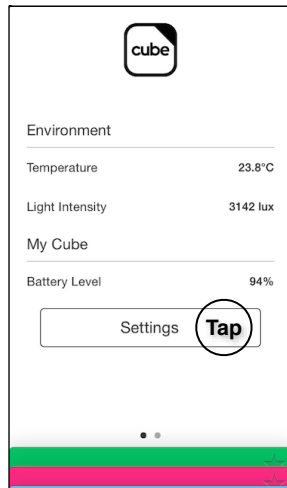 cube
Environment
Temperature 23.8°C
Light Intensity 3142 lux
My Cube
Battery Level 94%
Settings Tap